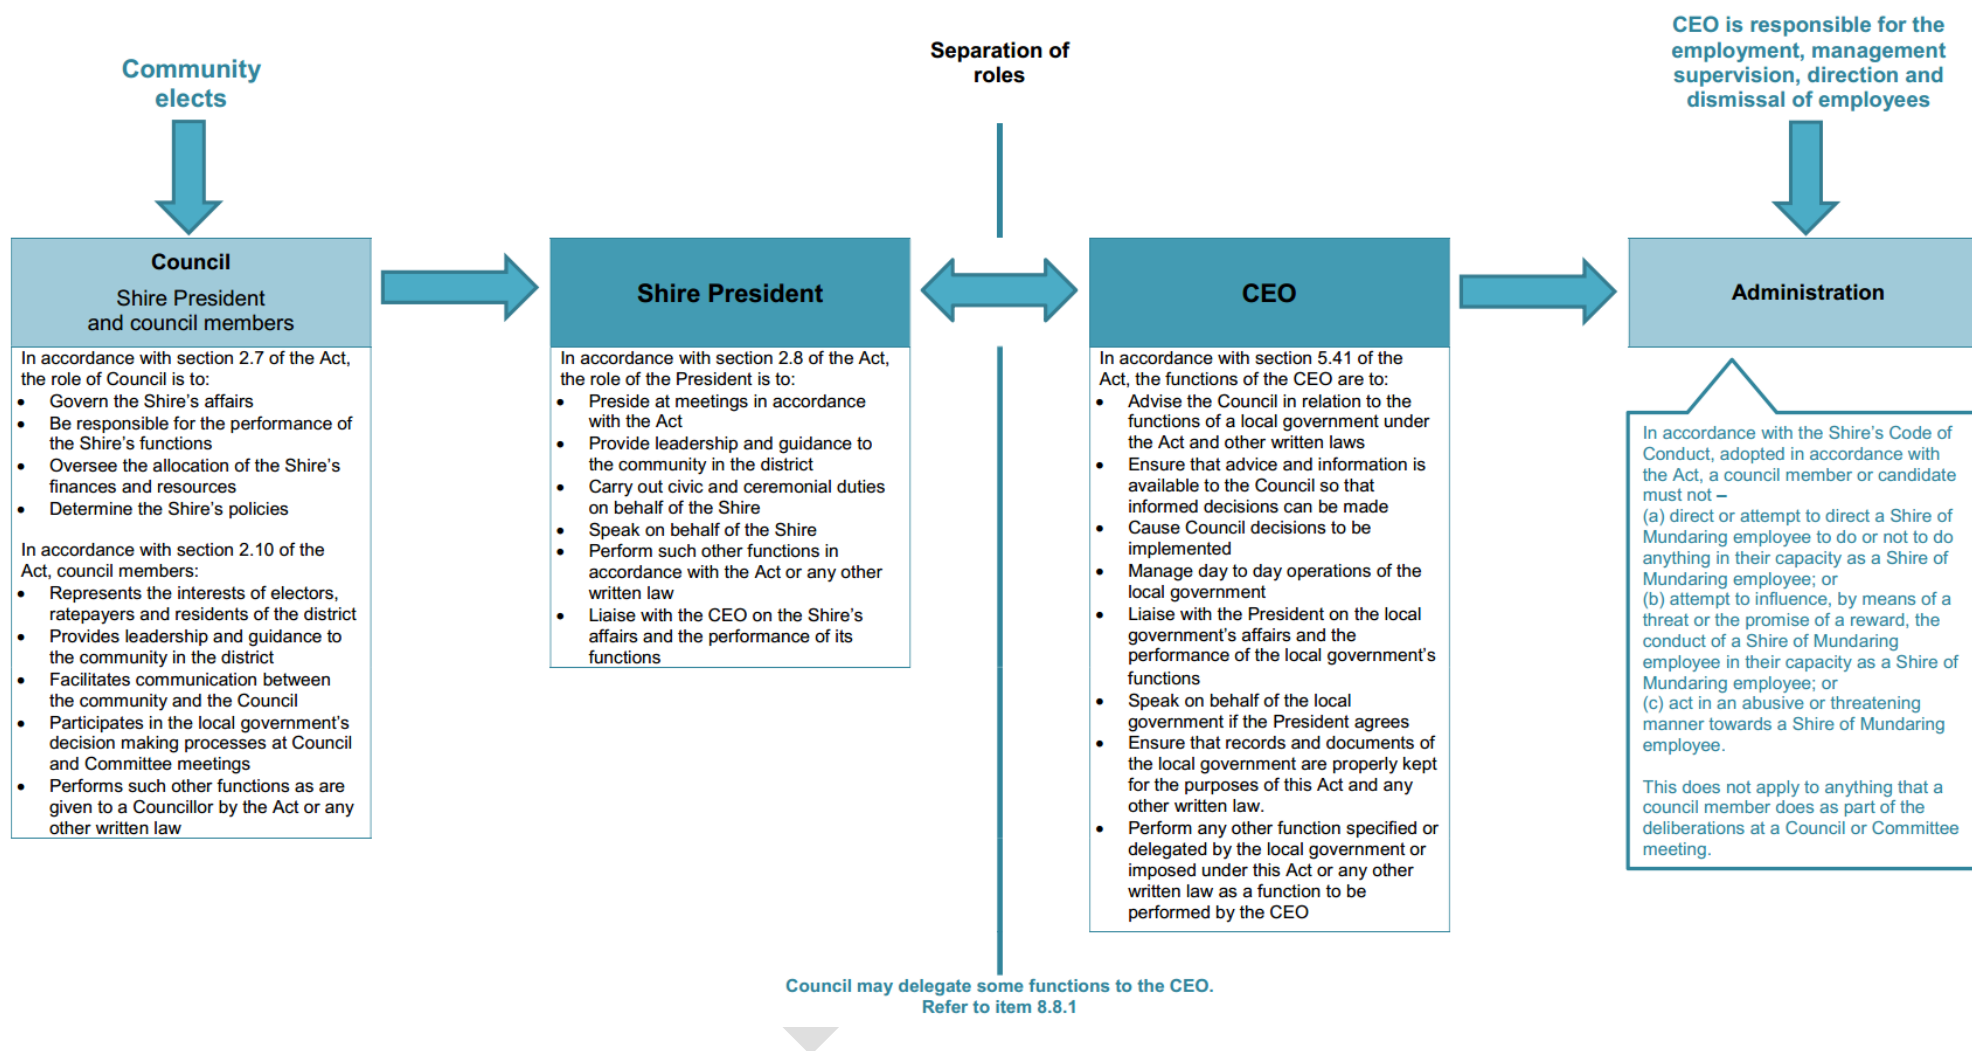 Community
elects
Separation of
roles
CEO is responsible for the
employment, management
supervision, direction and
dismissal of employees
Council
Shire President
and council members
In accordance with section 2.7 of the Act,
the role of Council is to:
• Govern the Shire's affairs
• Be responsible for the performance of
the Shire's functions
• Oversee the allocation of the Shire's
finances and resources
• Determine the Shire's policies
In accordance with section 2.10 of the
Act, council members:
• Represents the interests of electors,
ratepayers and residents of the district
• Provides leadership and guidance to
the community in the district
• Facilitates communication between
the community and the Council
• Participates in the local government's
decision making processes at Council
and Committee meetings
• Performs such other functions as are
given to a Councillor by the Act or any
other written law
Shire President
In accordance with section 2.8 of the Act,
the role of the President is to:
• Preside at meetings in accordance
with the Act
• Provide leadership and guidance to
the community in the district
• Carry out civic and ceremonial duties
on behalf of the Shire
• Speak on behalf of the Shire
• Perform such other functions in
accordance with the Act or any other
written law
• Liaise with the CEO on the Shire's
affairs and the performance of its
functions
CEO
In accordance with section 5.41 of the
Act, the functions of the CEO are to:
• Advise the Council in relation to the
functions of a local government under
the Act and other written laws
• Ensure that advice and information is
available to the Council so that
informed decisions can be made
• Cause Council decisions to be
implemented
• Manage day to day operations of the
local government
• Liaise with the President on the local
government's affairs and the
performance of the local government's
functions
• Speak on behalf of the local
government if the President agrees
• Ensure that records and documents of
the local government are properly kept
for the purposes of this Act and any
other written law.
• Perform any other function specified or
delegated by the local government or
imposed under this Act or any other
written law as a function to be
performed by the CEO
Administration
In accordance with the Shire's Code of
Conduct, adopted in accordance with
the Act, a council member or candidate
must not –
(a) direct or attempt to direct a Shire of
Mundaring employee to do or not to do
anything in their capacity as a Shire of
Mundaring employee; or
(b) attempt to influence, by means of a
threat or the promise of a reward, the
conduct of a Shire of Mundaring
employee in their capacity as a Shire of
Mundaring employee; or
(c) act in an abusive or threatening
manner towards a Shire of Mundaring
employee.
This does not apply to anything that a
council member does as part of the
deliberations at a Council or Committee
meeting.
Council may delegate some functions to the CEO.
Refer to item 8.8.1